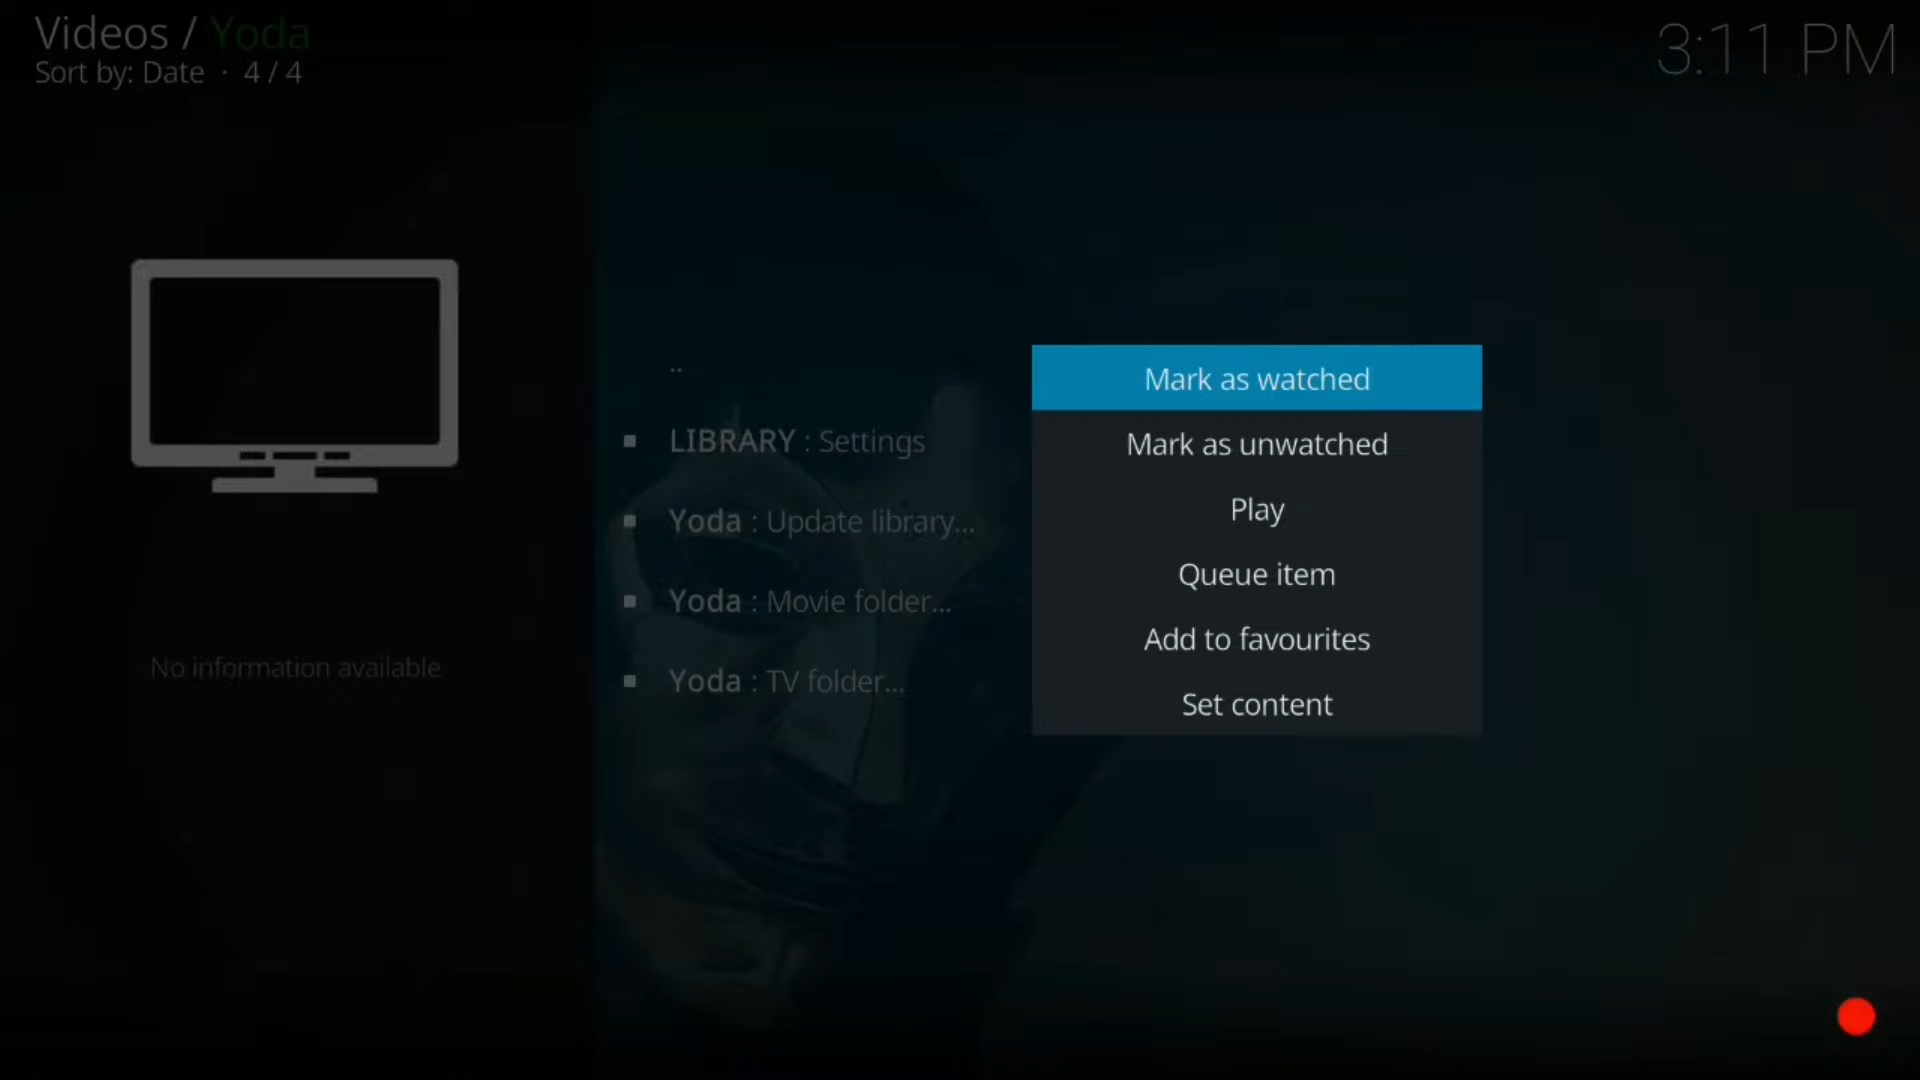 Videos / Yoda
Sort by: Date · 4 / 4
3:11 PM
..
LIBRARY : Settings
Yoda : Update library...
Yoda : Movie folder...
Yoda : TV folder...
No information available
Mark as watched
Mark as unwatched
Play
Queue item
Add to favourites
Set content